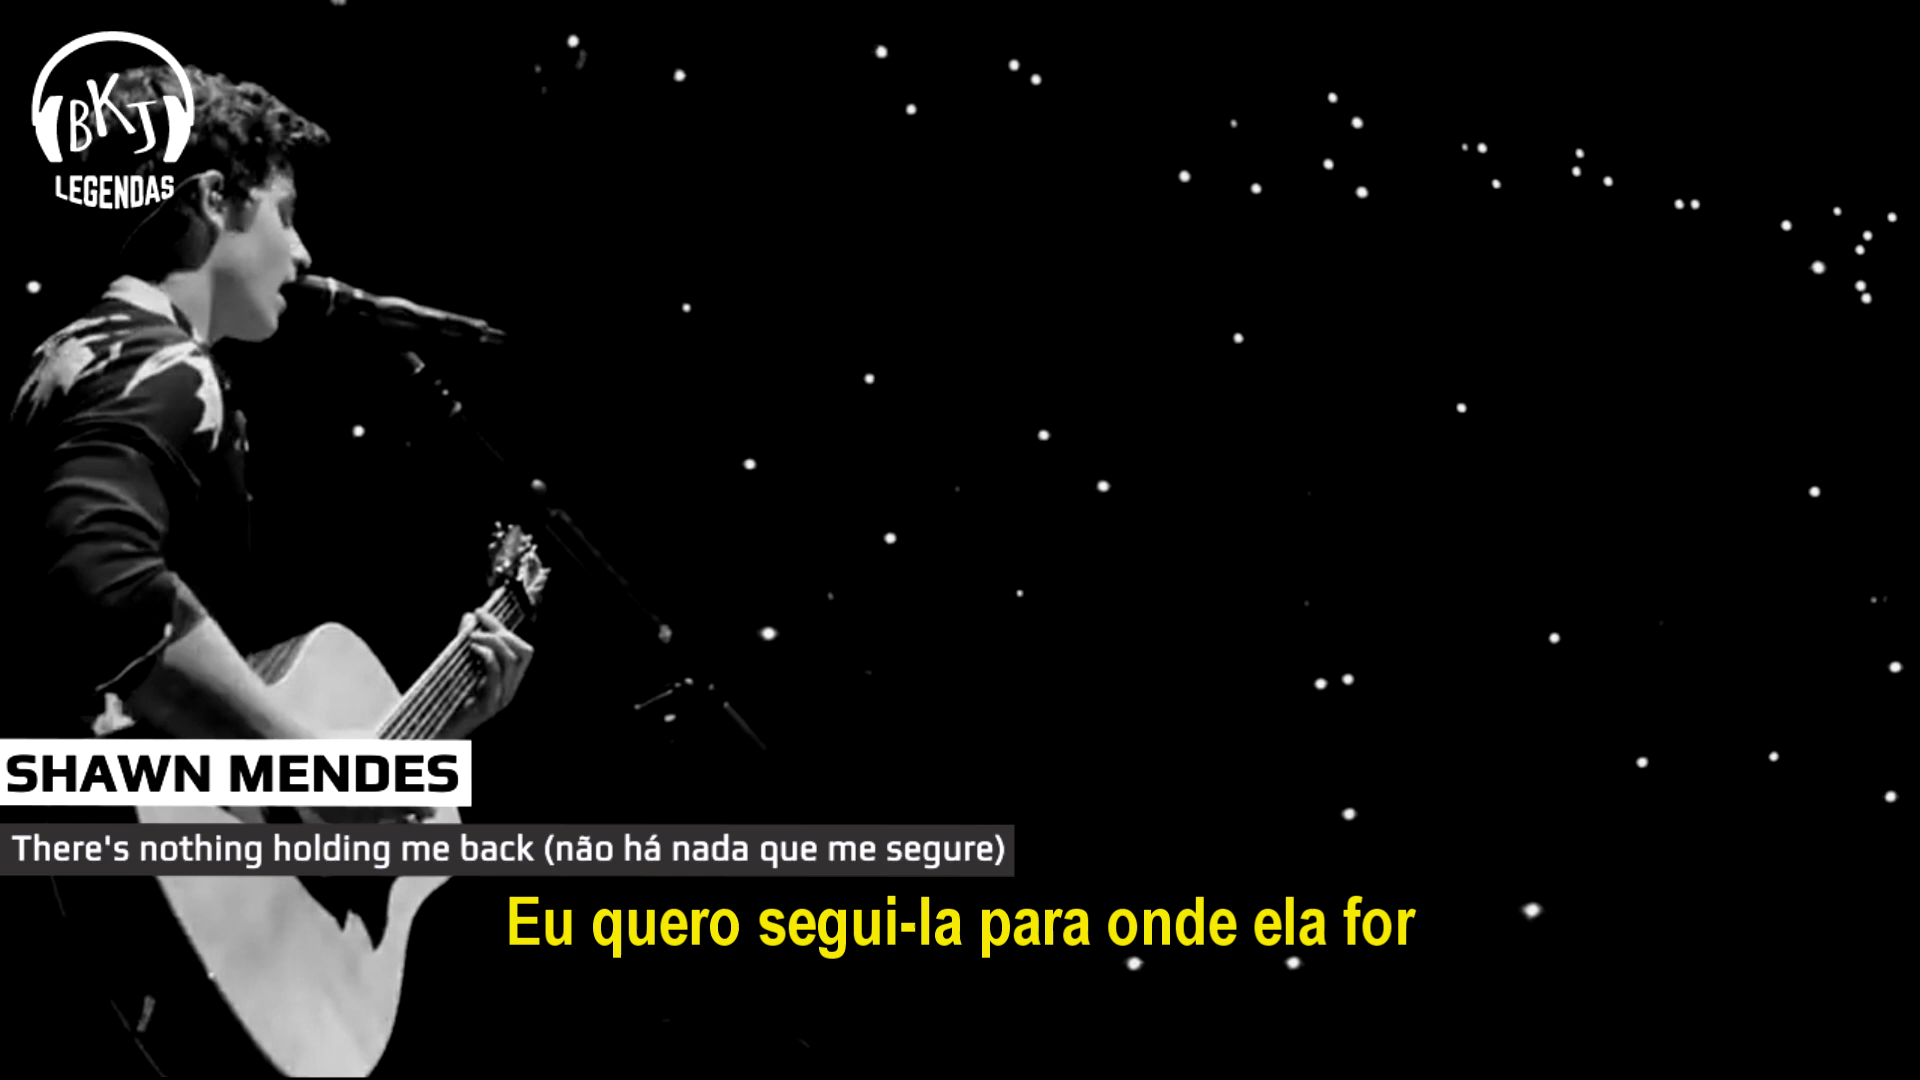 BKJ
LEGENDAS
SHAWN MENDES
There's nothing holding me back (não há nada que me segure)
Eu quero segui-la para onde ela for